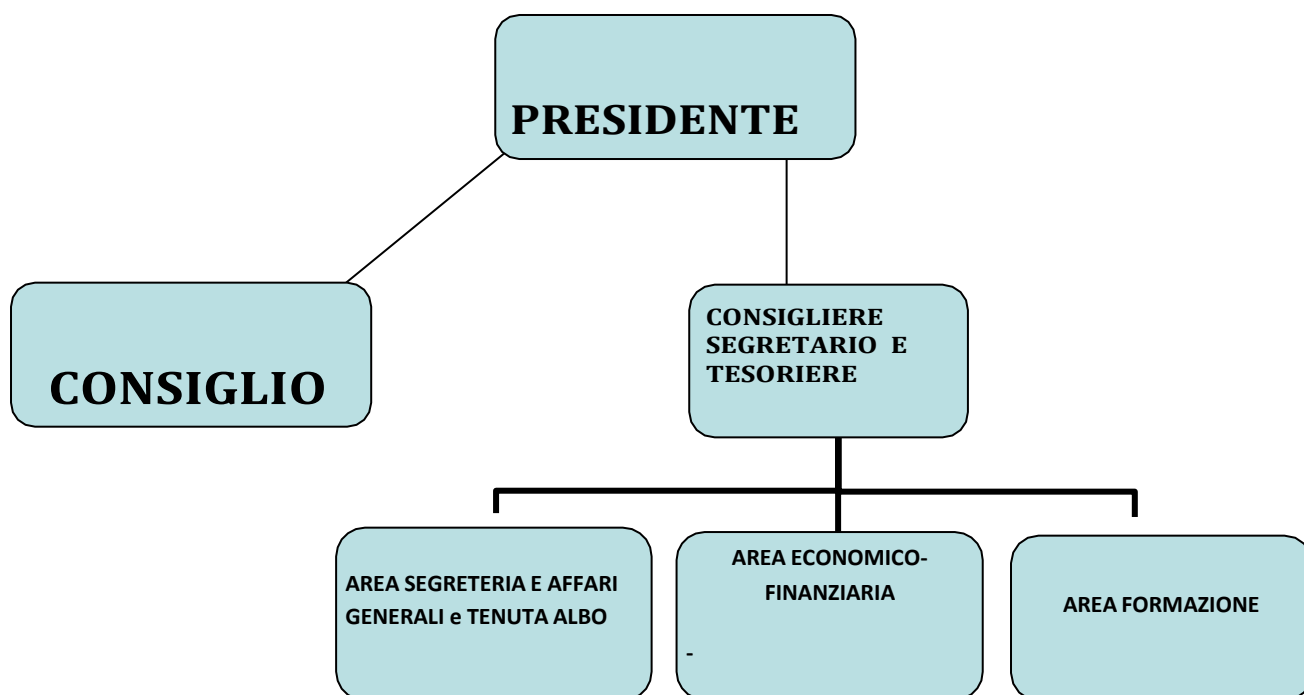 PRESIDENTE
CONSIGLIO
CONSIGLIERE
SEGRETARIO E
TESORIERE
AREA SEGRETERIA E AFFARI
GENERALI e TENUTA ALBO
AREA ECONOMICO-
FINANZIARIA
-
AREA FORMAZIONE